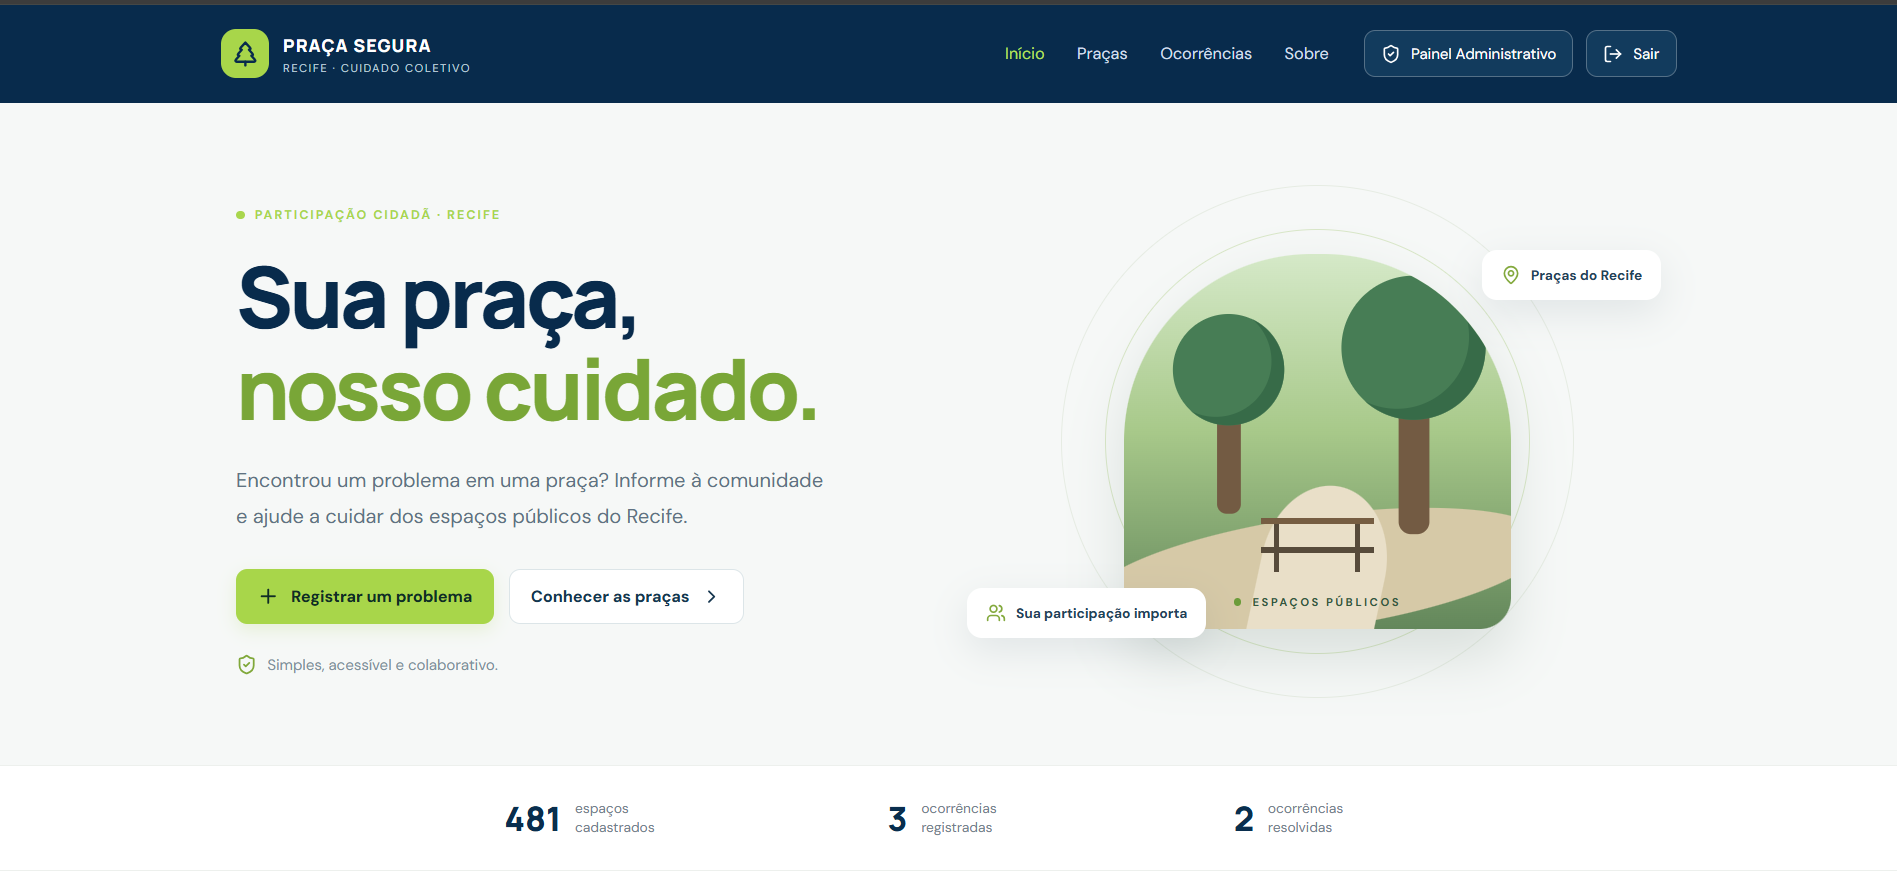 PRAÇA SEGURA
RECIFE · CUIDADO COLETIVO
Início
Praças
Ocorrências
Sobre
Painel Administrativo
Sair
PARTICIPAÇÃO CIDADÃ · RECIFE
Sua praça,
nosso cuidado.
Encontrou um problema em uma praça? Informe à comunidade
e ajude a cuidar dos espaços públicos do Recife.
Registrar um problema
Conhecer as praças
Simples, acessível e colaborativo.
Praças do Recife
Sua participação importa
ESPAÇOS PÚBLICOS
481
espaços
cadastrados
3
ocorrências
registradas
2
ocorrências
resolvidas